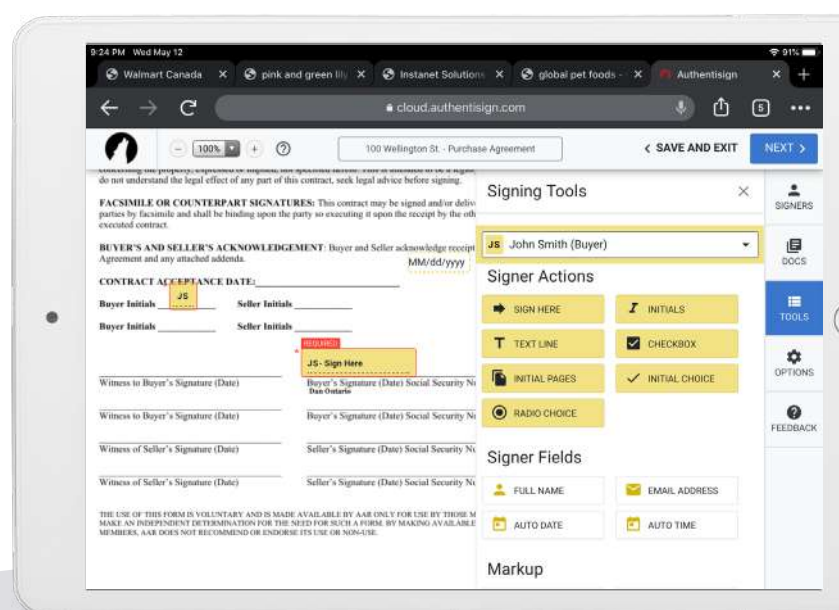 9:24 PM Wed May 12
91%
Walmart Canada
pink and green lily
Instanet Solutions
global pet foods -
Authentisign
cloud.authentisign.com
5
100%
100 Wellington St. - Purchase Agreement
SAVE AND EXIT
NEXT
do not understand the legal effect of any part of this contract, seek legal advice before signing.
FACSIMILE OR COUNTERPART SIGNATURES: This contract may be signed and/or deliv
parties by facsimile and shall be binding upon the party so executing it upon the receipt by the oth
executed contract.
BUYER'S AND SELLER'S ACKNOWLEDGEMENT: Buyer and Seller acknowledge receipt
Agreement and any attached addenda.
MM/dd/yyyy
CONTRACT ACCEPTANCE DATE:
JS
Buyer Initials Seller Initials
Buyer Initials Seller Initials
REQUIRED
JS- Sign Here
Witness to Buyer's Signature (Date) Buyer's Signature (Date) Social Security Nu
Dan Ontario
Witness to Buyer's Signature (Date) Buyer's Signature (Date) Social Security Nu
Witness of Seller's Signature (Date) Seller's Signature (Date) Social Security Nu
Witness of Seller's Signature (Date) Seller's Signature (Date) Social Security Nu
THE USE OF THIS FORM IS VOLUNTARY AND IS MADE AVAILABLE BY AAR ONLY FOR USE BY THOSE M
MAKE AN INDEPENDENT DETERMINATION FOR THE NEED FOR SUCH A FORM. BY MAKING AVAILABLE
MEMBERS, AAR DOES NOT RECOMMEND OR ENDORSE ITS USE OR NON-USE.
Signing Tools
JS John Smith (Buyer)
Signer Actions
SIGN HERE
INITIALS
TEXT LINE
CHECKBOX
INITIAL PAGES
INITIAL CHOICE
RADIO CHOICE
Signer Fields
FULL NAME
EMAIL ADDRESS
AUTO DATE
AUTO TIME
Markup
SIGNERS
DOCS
TOOLS
OPTIONS
FEEDBACK